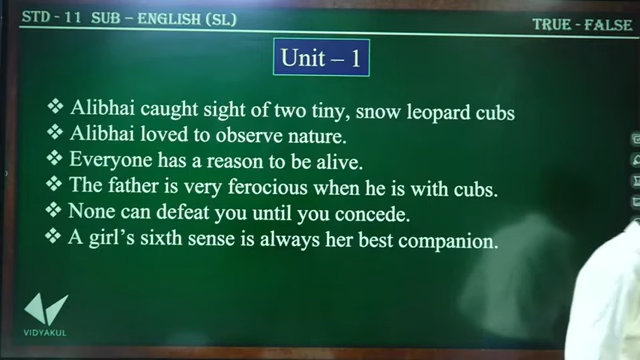 STD - 11 SUB – ENGLISH (SL)
TRUE - FALSE
Unit – 1
❖ Alibhai caught sight of two tiny, snow leopard cubs
❖ Alibhai loved to observe nature.
❖ Everyone has a reason to be alive.
❖ The father is very ferocious when he is with cubs.
❖ None can defeat you until you concede.
❖ A girl's sixth sense is always her best companion.
VIDYAKUL